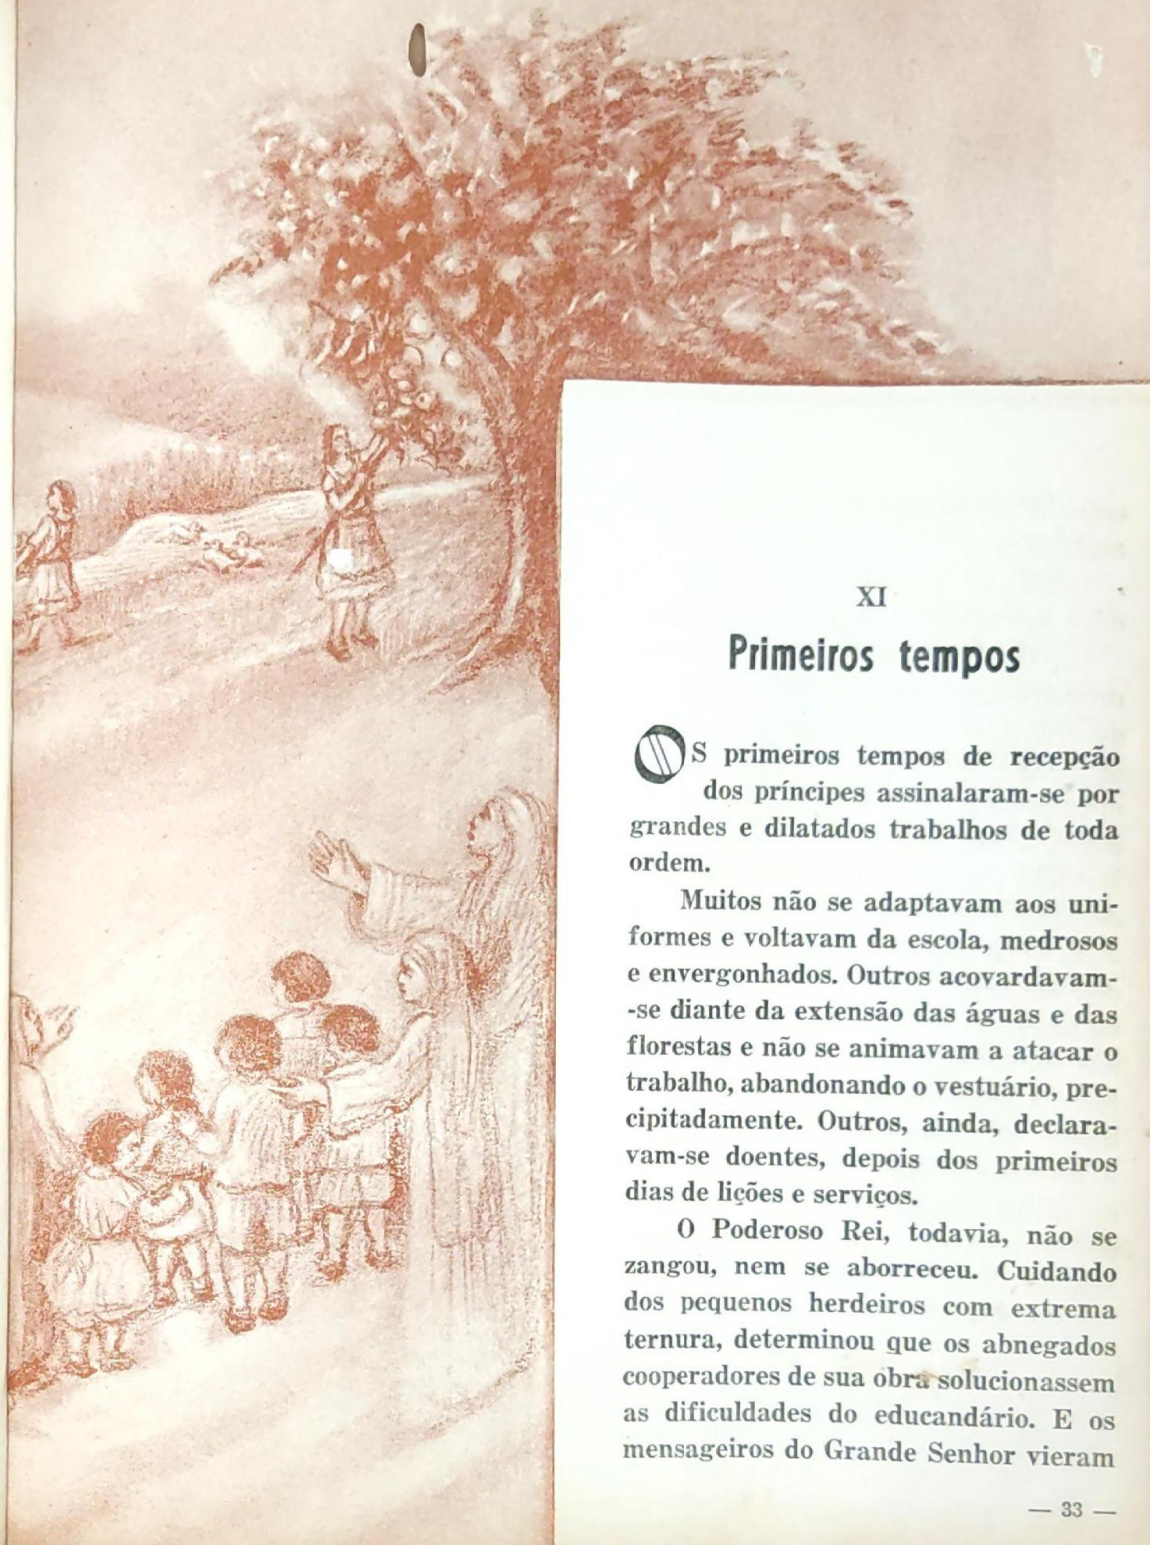 XI
Primeiros tempos
OS primeiros tempos de recepção
dos príncipes assinalaram-se por
grandes e dilatados trabalhos de toda
ordem.
Muitos não se adaptavam aos uni-
formes e voltavam da escola, medrosos
e envergonhados. Outros acovardavam-
-se diante da extensão das águas e das
florestas e não se animavam a atacar o
trabalho, abandonando o vestuário, pre-
cipitadamente. Outros, ainda, declara-
vam-se doentes, depois dos primeiros
dias de lições e serviços.
O Poderoso Rei, todavia, não se
zangou, nem se aborreceu. Cuidando
dos pequenos herdeiros com extrema
ternura, determinou que os abnegados
cooperadores de sua obra solucionassem
as dificuldades do educandário. E os
mensageiros do Grande Senhor vieram
— 33 —